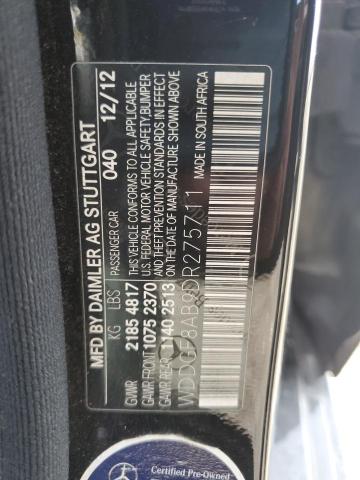 MFD BY DAIMLER AG STUTTGART
PASSENGER CAR 040 12/12
KG LBS
GVWR 2185 4817
GAWR FRONT 1075 2370
GAWR REAR 1140 2513
THIS VEHICLE CONFORMS TO ALL APPLICABLE
U.S. FEDERAL MOTOR VEHICLE SAFETY, BUMPER
AND THEFT PREVENTION STANDARDS IN EFFECT
ON THE DATE OF MANUFACTURE SHOWN ABOVE
MADE IN SOUTH AFRICA
WDDGF8AB9DR275711
Certified Pre-Owned